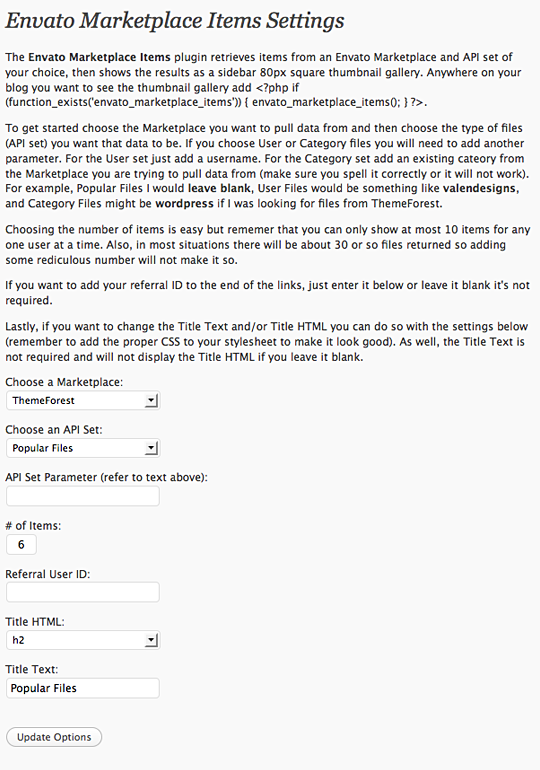 Envato Marketplace Items Settings
The Envato Marketplace Items plugin retrieves items from an Envato Marketplace and API set of
your choice, then shows the results as a sidebar 80px square thumbnail gallery. Anywhere on your
blog you want to see the thumbnail gallery add <?php if
(function_exists('envato_marketplace_items')) { envato_marketplace_items(); } ?>.
To get started choose the Marketplace you want to pull data from and then choose the type of files
(API set) you want that data to be. If you choose User or Category files you will need to add another
parameter. For the User set just add a username. For the Category set add an existing cateory from
the Marketplace you are trying to pull data from (make sure you spell it correctly or it will not work).
For example, Popular Files I would leave blank, User Files would be something like valendesigns,
and Category Files might be wordpress if I was looking for files from ThemeForest.
Choosing the number of items is easy but rememer that you can only show at most 10 items for any
one user at a time. Also, in most situations there will be about 30 or so files returned so adding
some rediculous number will not make it so.
If you want to add your referral ID to the end of the links, just enter it below or leave it blank it's not
required.
Lastly, if you want to change the Title Text and/or Title HTML you can do so with the settings below
(remember to add the proper CSS to your stylesheet to make it look good). As well, the Title Text is
not required and will not display the Title HTML if you leave it blank.
Choose a Marketplace:
ThemeForest
Choose an API Set:
Popular Files
API Set Parameter (refer to text above):
# of Items:
6
Referral User ID:
Title HTML:
h2
Title Text:
Popular Files
Update Options